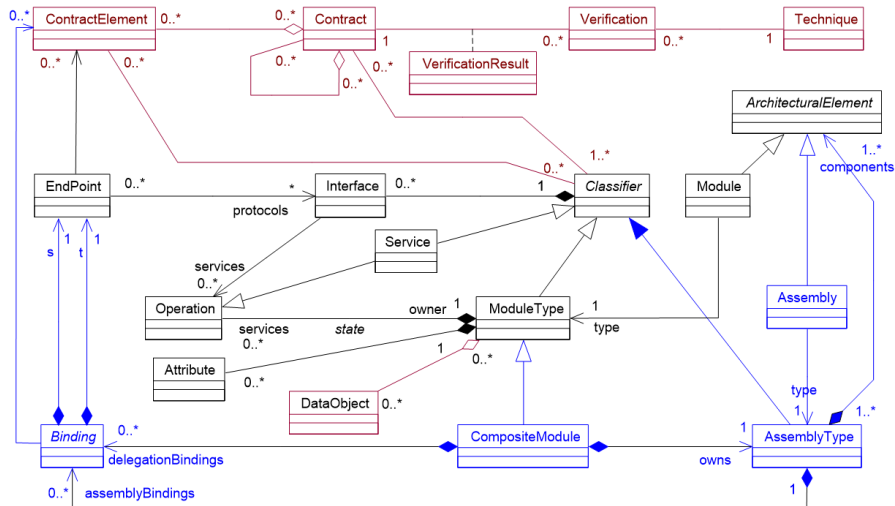 0..* ContractElement 0..* 0..* Contract Verification Technique
1 0..* 0..* 1
0..* 0..* 0..* 0..* VerificationResult 0..*
ArchitecturalElement
0..* 1..* 1..*
components
EndPoint 0..* * Interface 0..* 1 Classifier Module
protocols
1 1 Service
s t
services
0..*
Assembly
Operation owner 1 ModuleType 1
services state type
0..*
Attribute 0..* 1 0..*
type
DataObject 0..* 1 1..*
Binding 0..* CompositeModule 1 AssemblyType
delegationBindings owns
0..* assemblyBindings 1